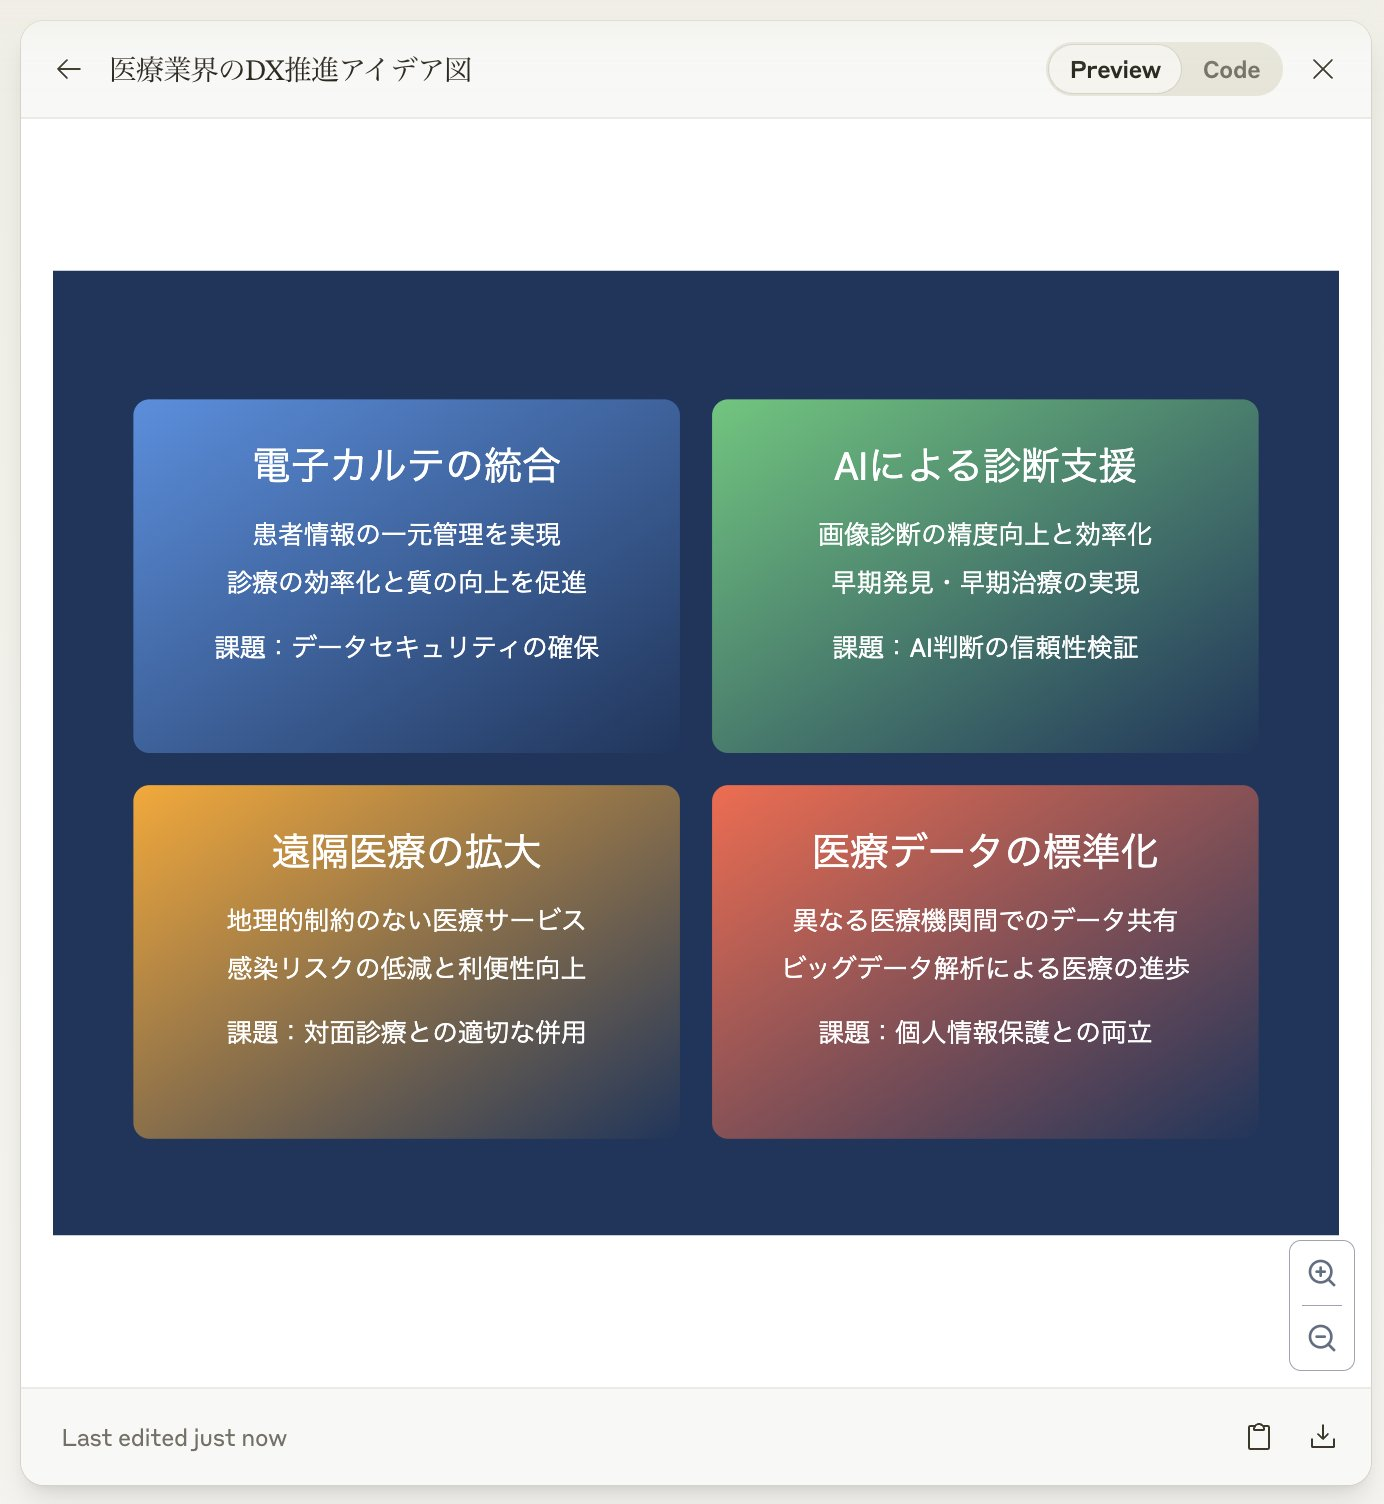 医療業界のDX推進アイデア図
Preview
Code
電子カルテの統合
患者情報の一元管理を実現
診療の効率化と質の向上を促進
課題：データセキュリティの確保
AIによる診断支援
画像診断の精度向上と効率化
早期発見・早期治療の実現
課題：AI判断の信頼性検証
遠隔医療の拡大
地理的制約のない医療サービス
感染リスクの低減と利便性向上
課題：対面診療との適切な併用
医療データの標準化
異なる医療機関間でのデータ共有
ビッグデータ解析による医療の進歩
課題：個人情報保護との両立
Last edited just now